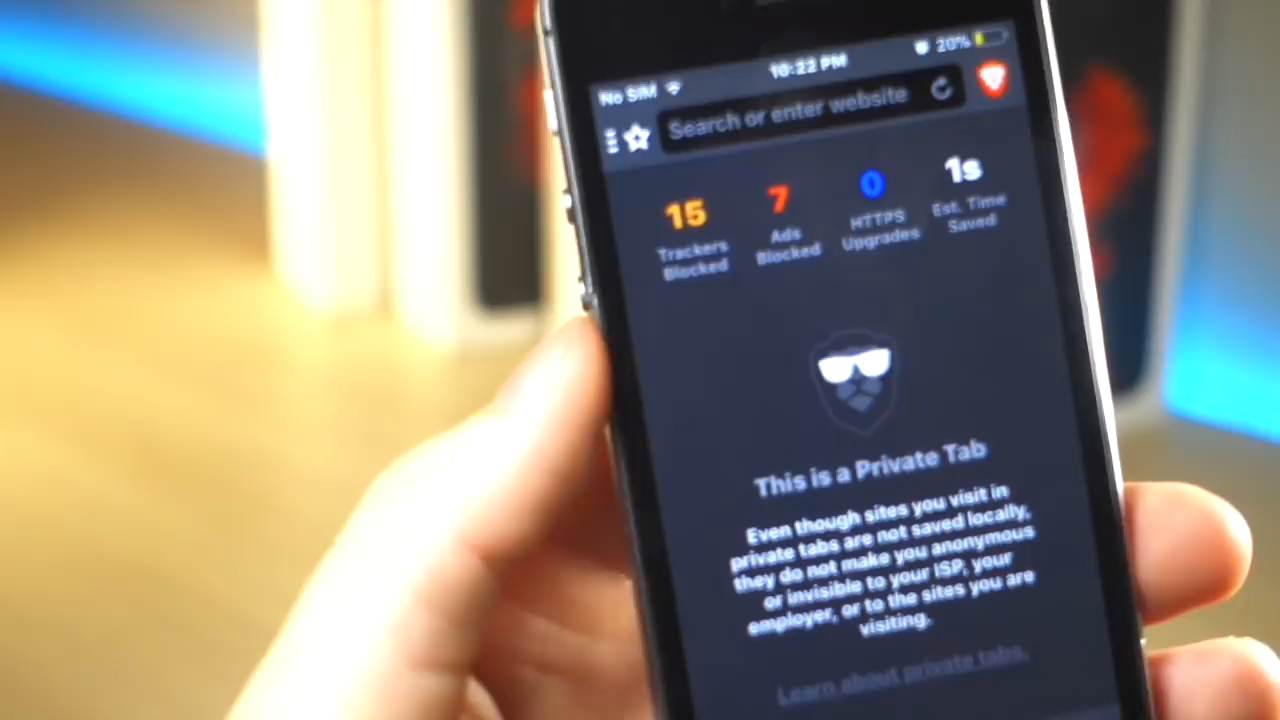 No SIM 10:22 PM 20%
Search or enter website
15 7 0 1s
Trackers Blocked
Ads Blocked
HTTPS Upgrades
Est. Time Saved
This is a Private Tab
Even though sites you visit in
private tabs are not saved locally,
they do not make you anonymous
or invisible to your ISP, your
employer, or to the sites you are
visiting.
Learn about private tabs.